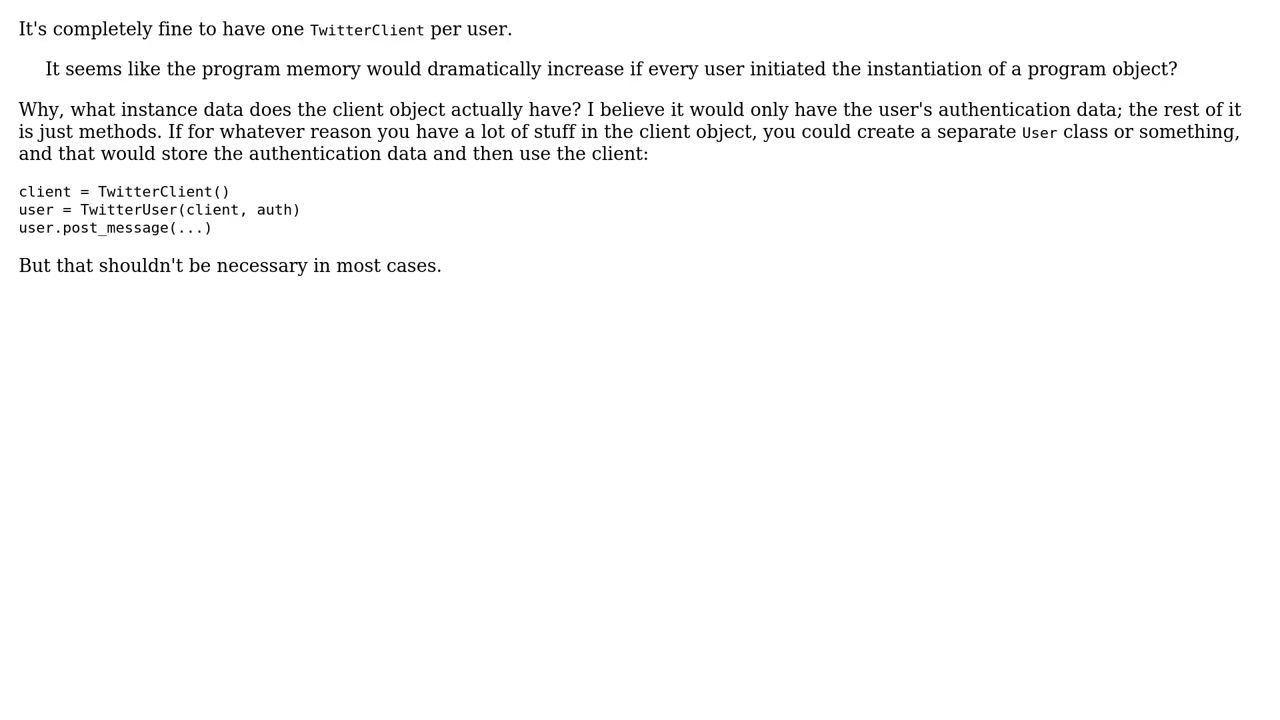 It's completely fine to have one TwitterClient per user.
It seems like the program memory would dramatically increase if every user initiated the instantiation of a program object?
Why, what instance data does the client object actually have? I believe it would only have the user's authentication data; the rest of it
is just methods. If for whatever reason you have a lot of stuff in the client object, you could create a separate User class or something,
and that would store the authentication data and then use the client:
client = TwitterClient()
user = TwitterUser(client, auth)
user.post_message(...)
But that shouldn't be necessary in most cases.